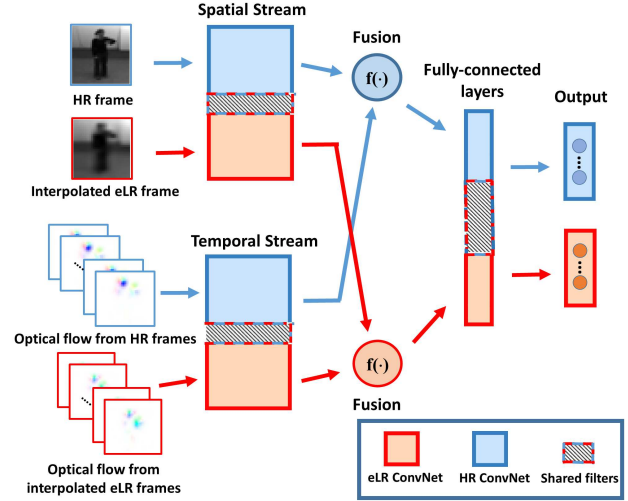 Spatial Stream
HR frame
Interpolated eLR frame
Fusion
f(·)
Fully-connected
layers
Output
Temporal Stream
Optical flow from HR frames
Optical flow from
interpolated eLR frames
f(·)
Fusion
eLR ConvNet
HR ConvNet
Shared filters